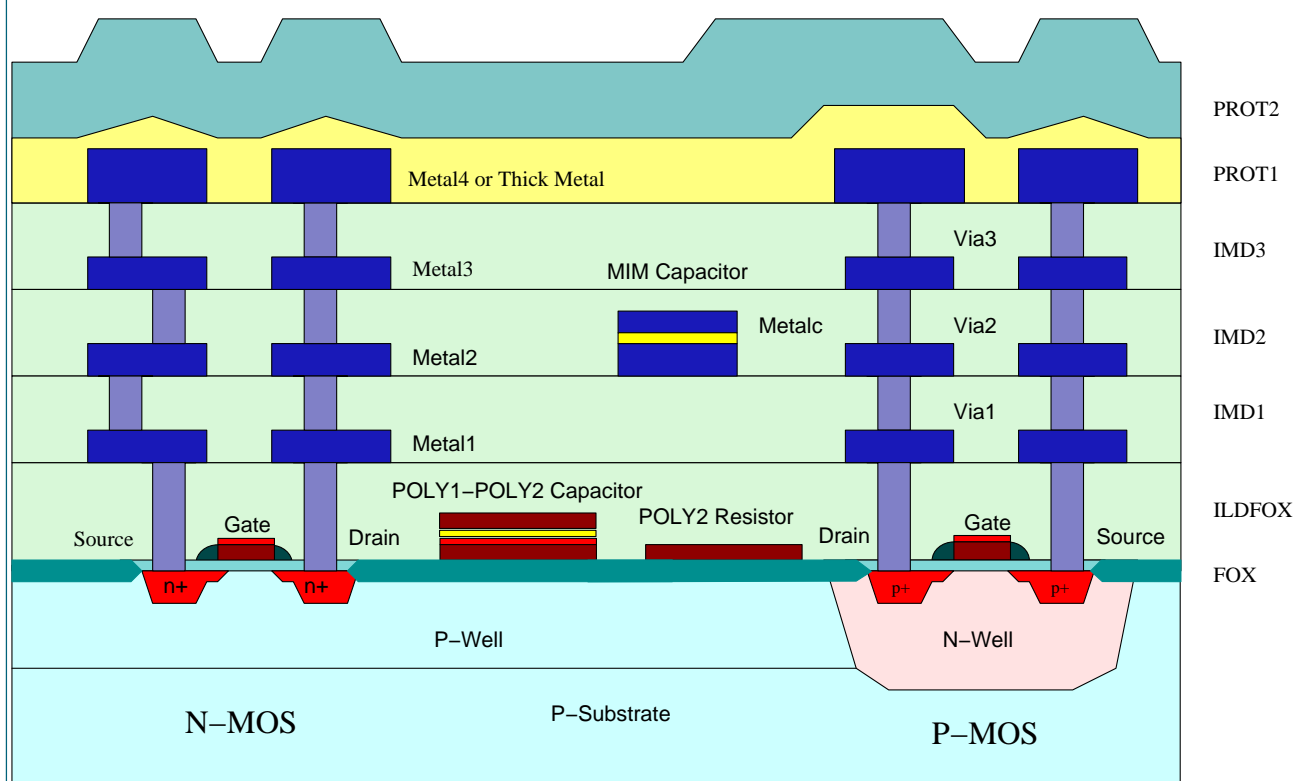 PROT2
Metal4 or Thick Metal
PROT1
Via3
IMD3
Metal3
MIM Capacitor
Metalc
Via2
IMD2
Metal2
Via1
IMD1
Metal1
POLY1−POLY2 Capacitor
ILDFOX
Source
Gate
Drain
POLY2 Resistor
Drain
Gate
Source
FOX
n+
n+
p+
p+
P−Well
N−Well
N−MOS
P−Substrate
P−MOS